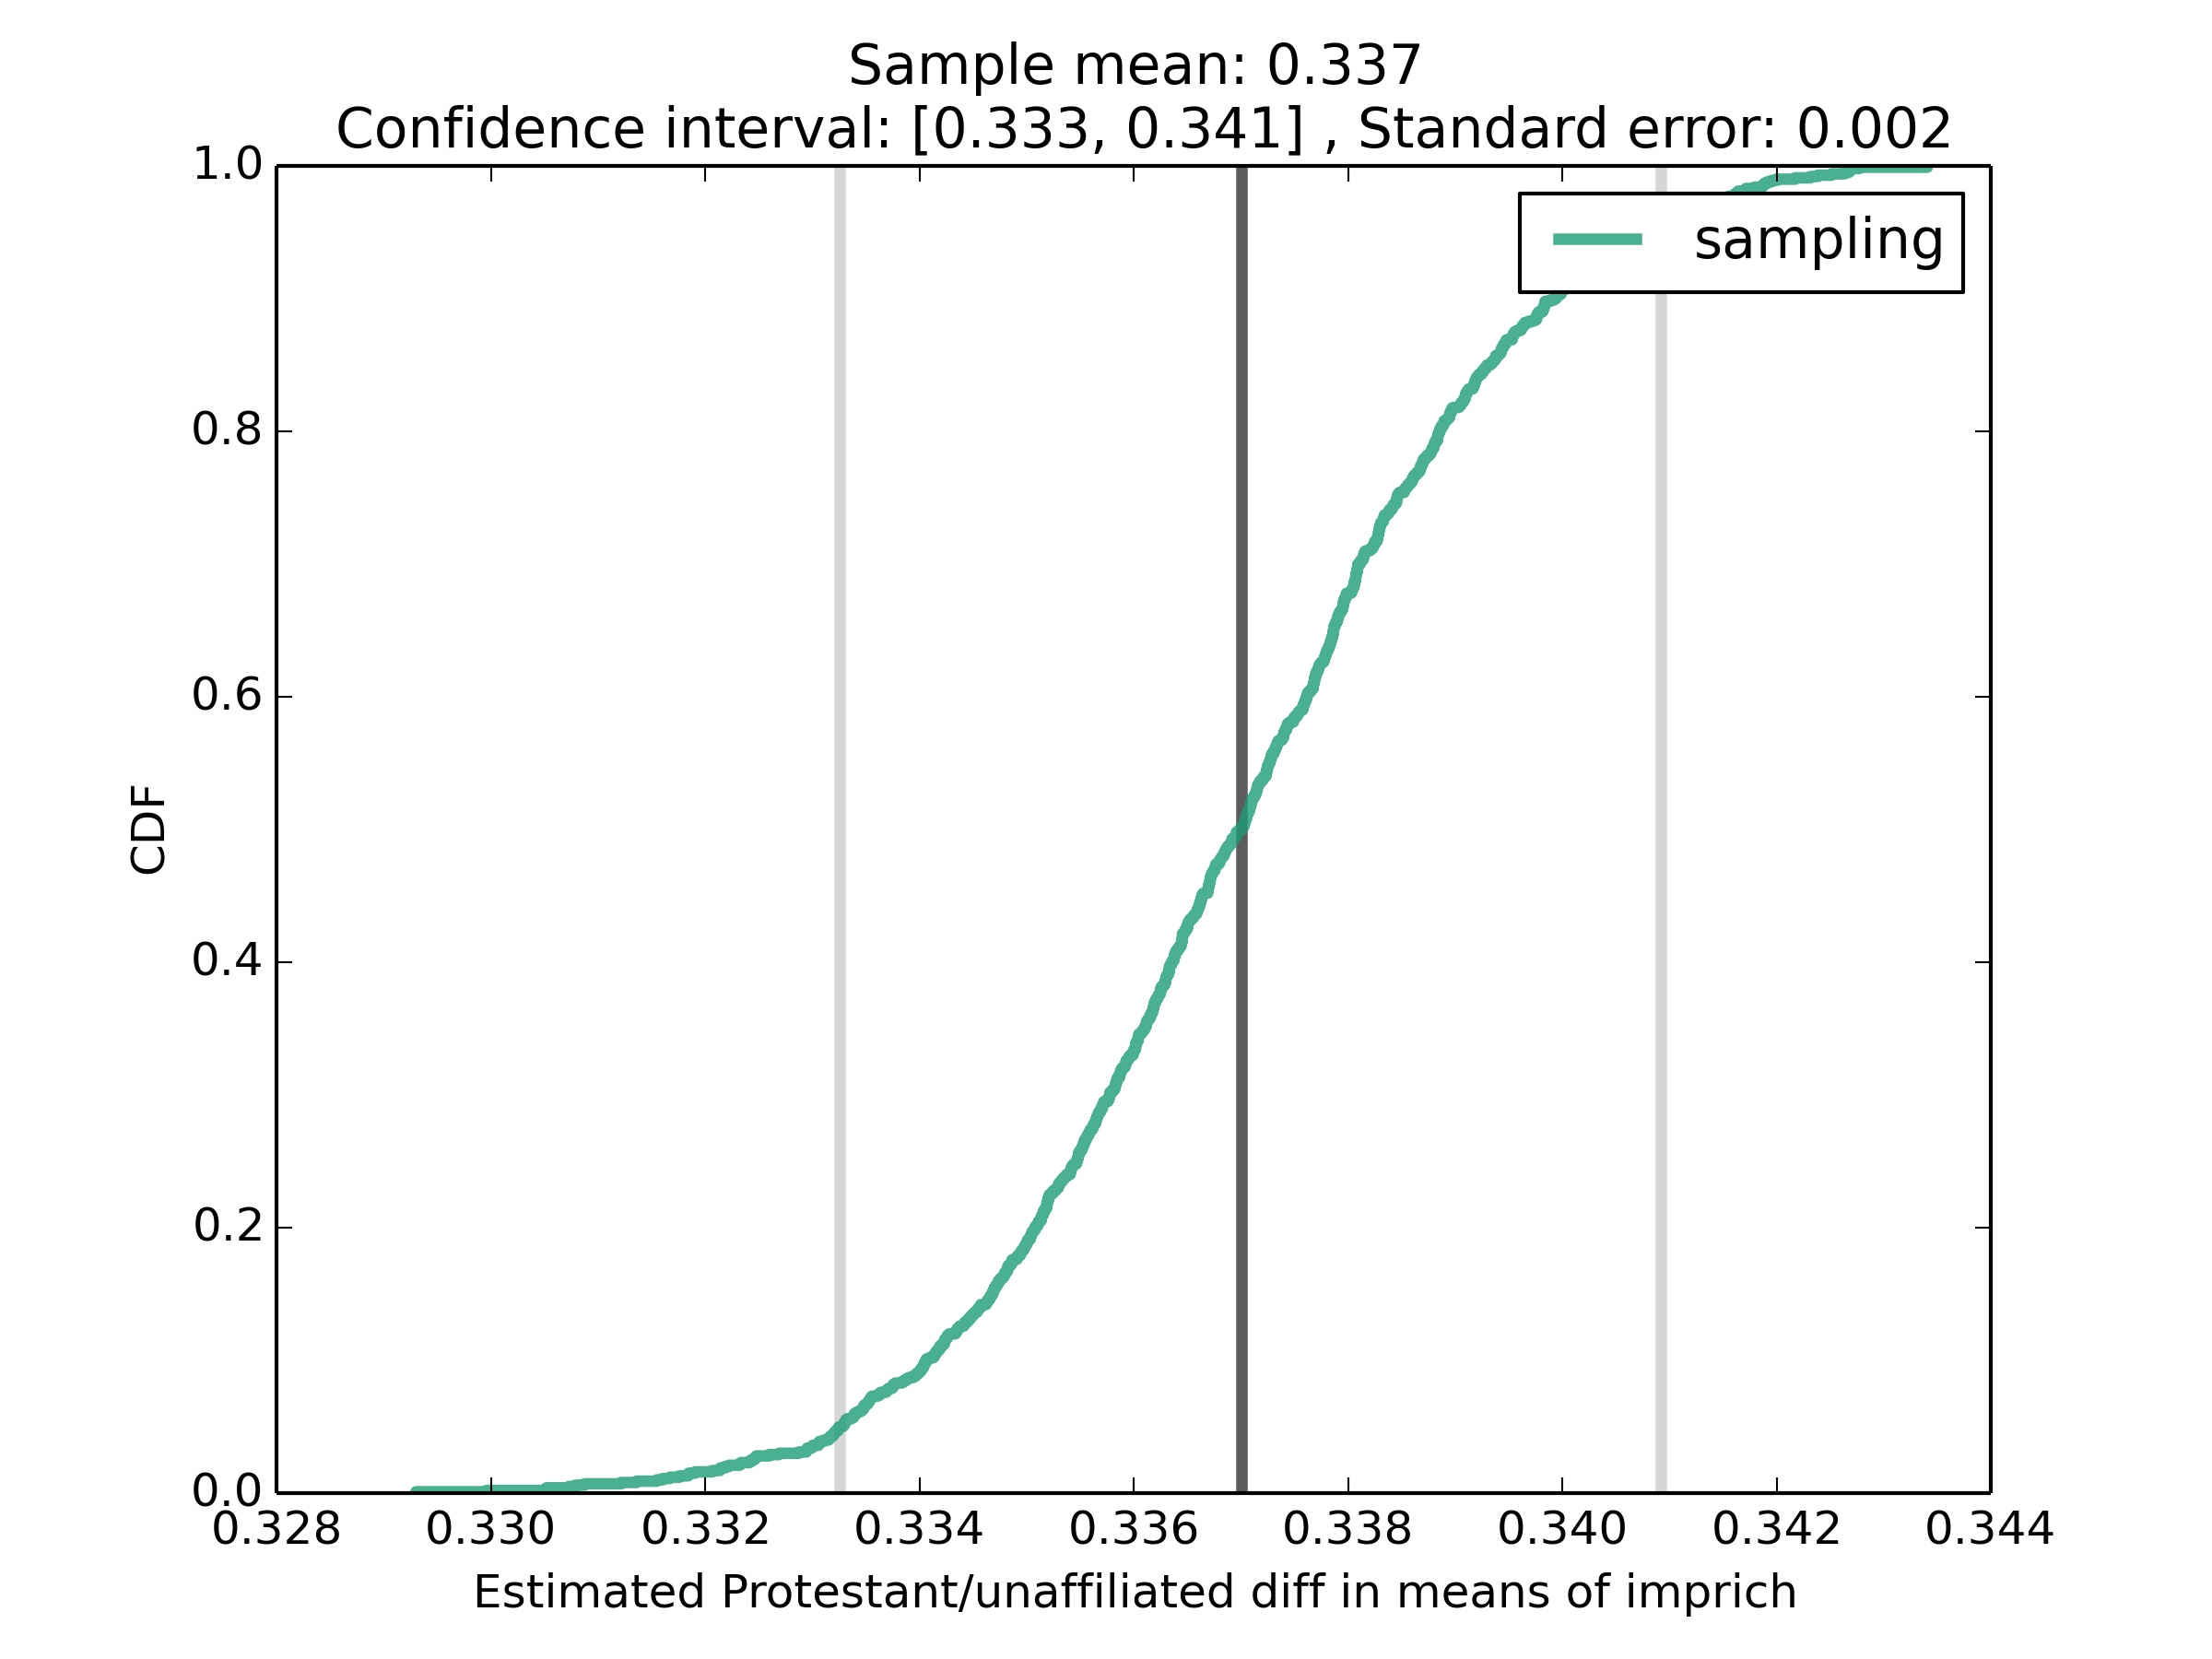 Sample mean: 0.337
Confidence interval: [0.333, 0.341] , Standard error: 0.002
1.0
sampling
0.8
0.6
CDF
0.4
0.2
0.0
0.328 0.330 0.332 0.334 0.336 0.338 0.340 0.342 0.344
Estimated Protestant/unaffiliated diff in means of imprich